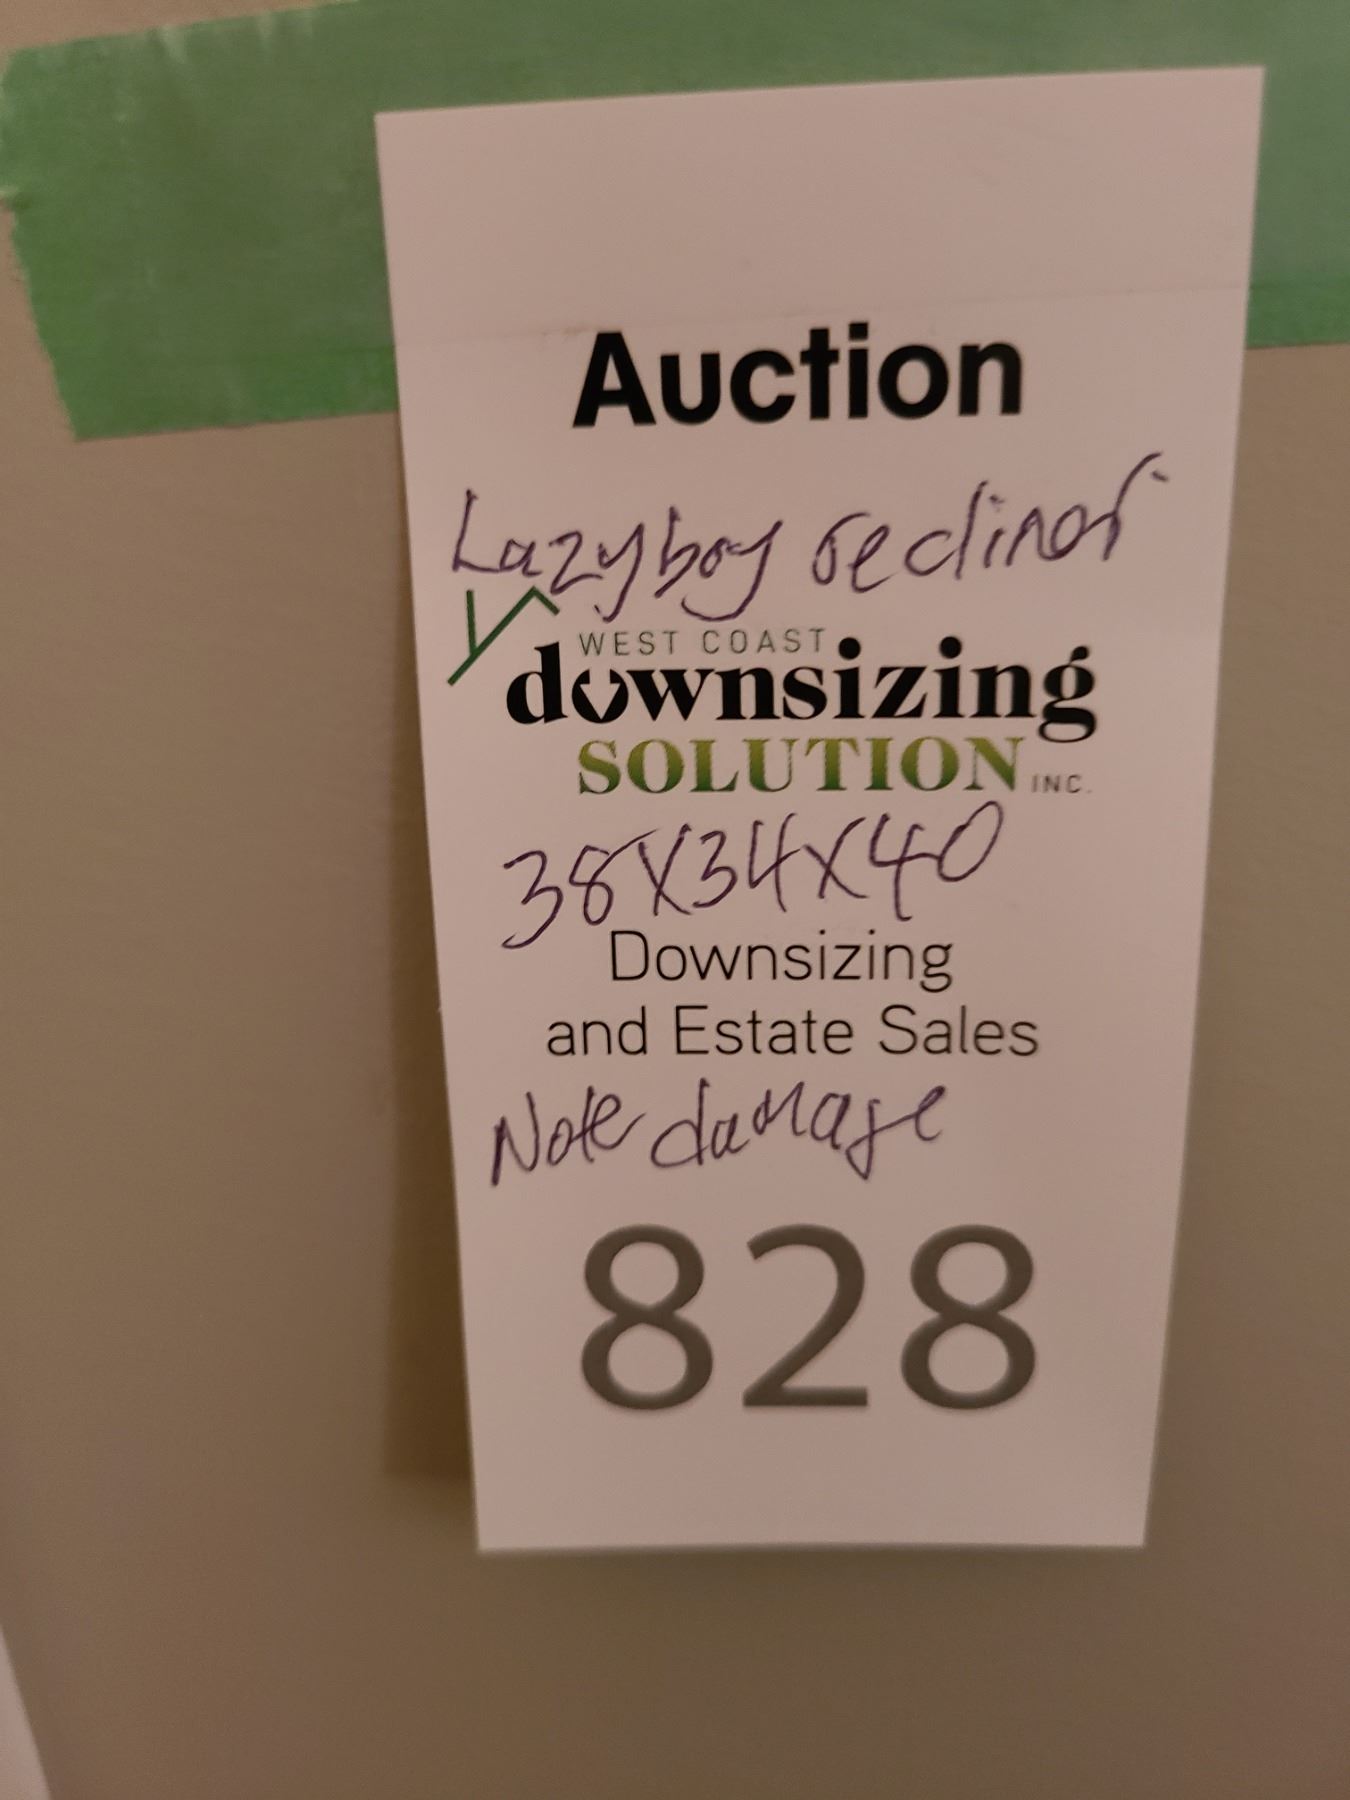 Auction
Lazyboy recliner
WEST COAST
downsizing
SOLUTION INC.
38X34X40
Downsizing
and Estate Sales
Note damage
828